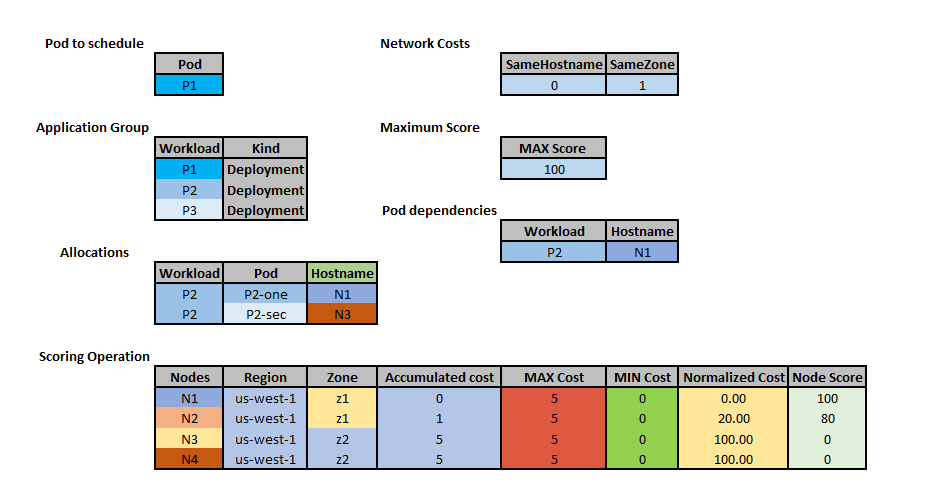 Pod to schedule
Pod
P1
Network Costs
SameHostname SameZone
0 1
Application Group
Workload Kind
P1 Deployment
P2 Deployment
P3 Deployment
Maximum Score
MAX Score
100
Pod dependencies
Workload Hostname
P2 N1
Allocations
Workload Pod Hostname
P2 P2-one N1
P2 P2-sec N3
Scoring Operation
Nodes Region Zone Accumulated cost MAX Cost MIN Cost Normalized Cost Node Score
N1 us-west-1 z1 0 5 0 0.00 100
N2 us-west-1 z1 1 5 0 20.00 80
N3 us-west-1 z2 5 5 0 100.00 0
N4 us-west-1 z2 5 5 0 100.00 0